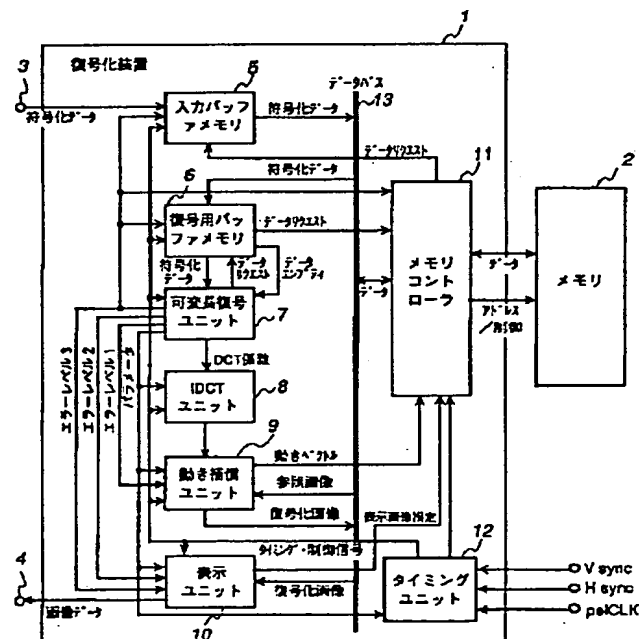 1
復号化装置
3
符号化データ
5
入力バッフ
ァメモリ
符号化データ
データバス
13
データリクエスト
11
2
符号化データ
6
復号用バッ
ファメモリ
データリクエスト
符号化
データ
データ
リクエスト
データ
エンプティ
メモリ
コント
ローラ
データ
データ
アドレス
/制御
メモリ
可変長復号
ユニット
7
エラーレベル3
エラーレベル2
エラーレベル1
パラメータ
DCT係数
IDCT
ユニット
8
9
動き補償
ユニット
動きベクトル
参照画像
復号化画像
表示画像指定
タイミング・制御信号
12
4
画像データ
表示
ユニット
10
復号化画像
タイミング
ユニット
V sync
H sync
pelCLK